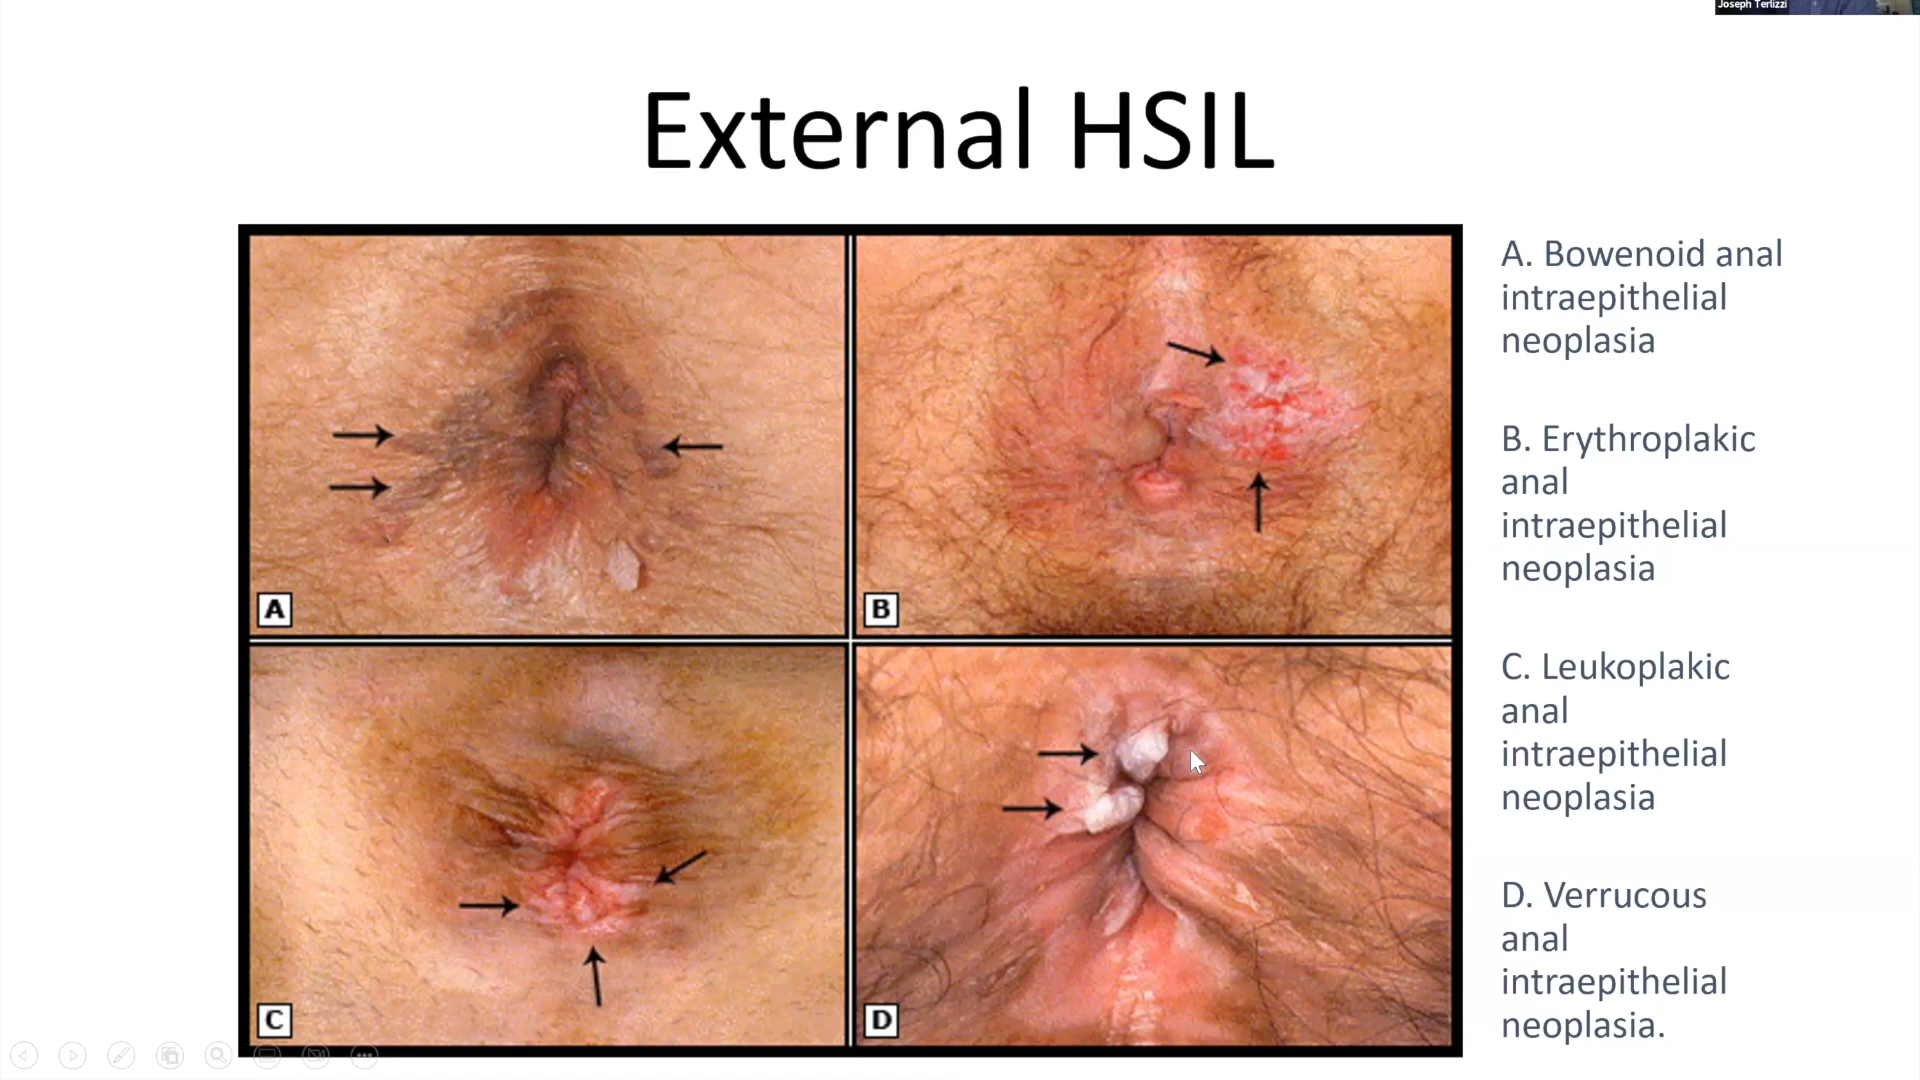 Joseph Terlizzi
External HSIL
A. Bowenoid anal
intraepithelial
neoplasia
B. Erythroplakic
anal
intraepithelial
neoplasia
C. Leukoplakic
anal
intraepithelial
neoplasia
D. Verrucous
anal
intraepithelial
neoplasia.
A
B
C
D